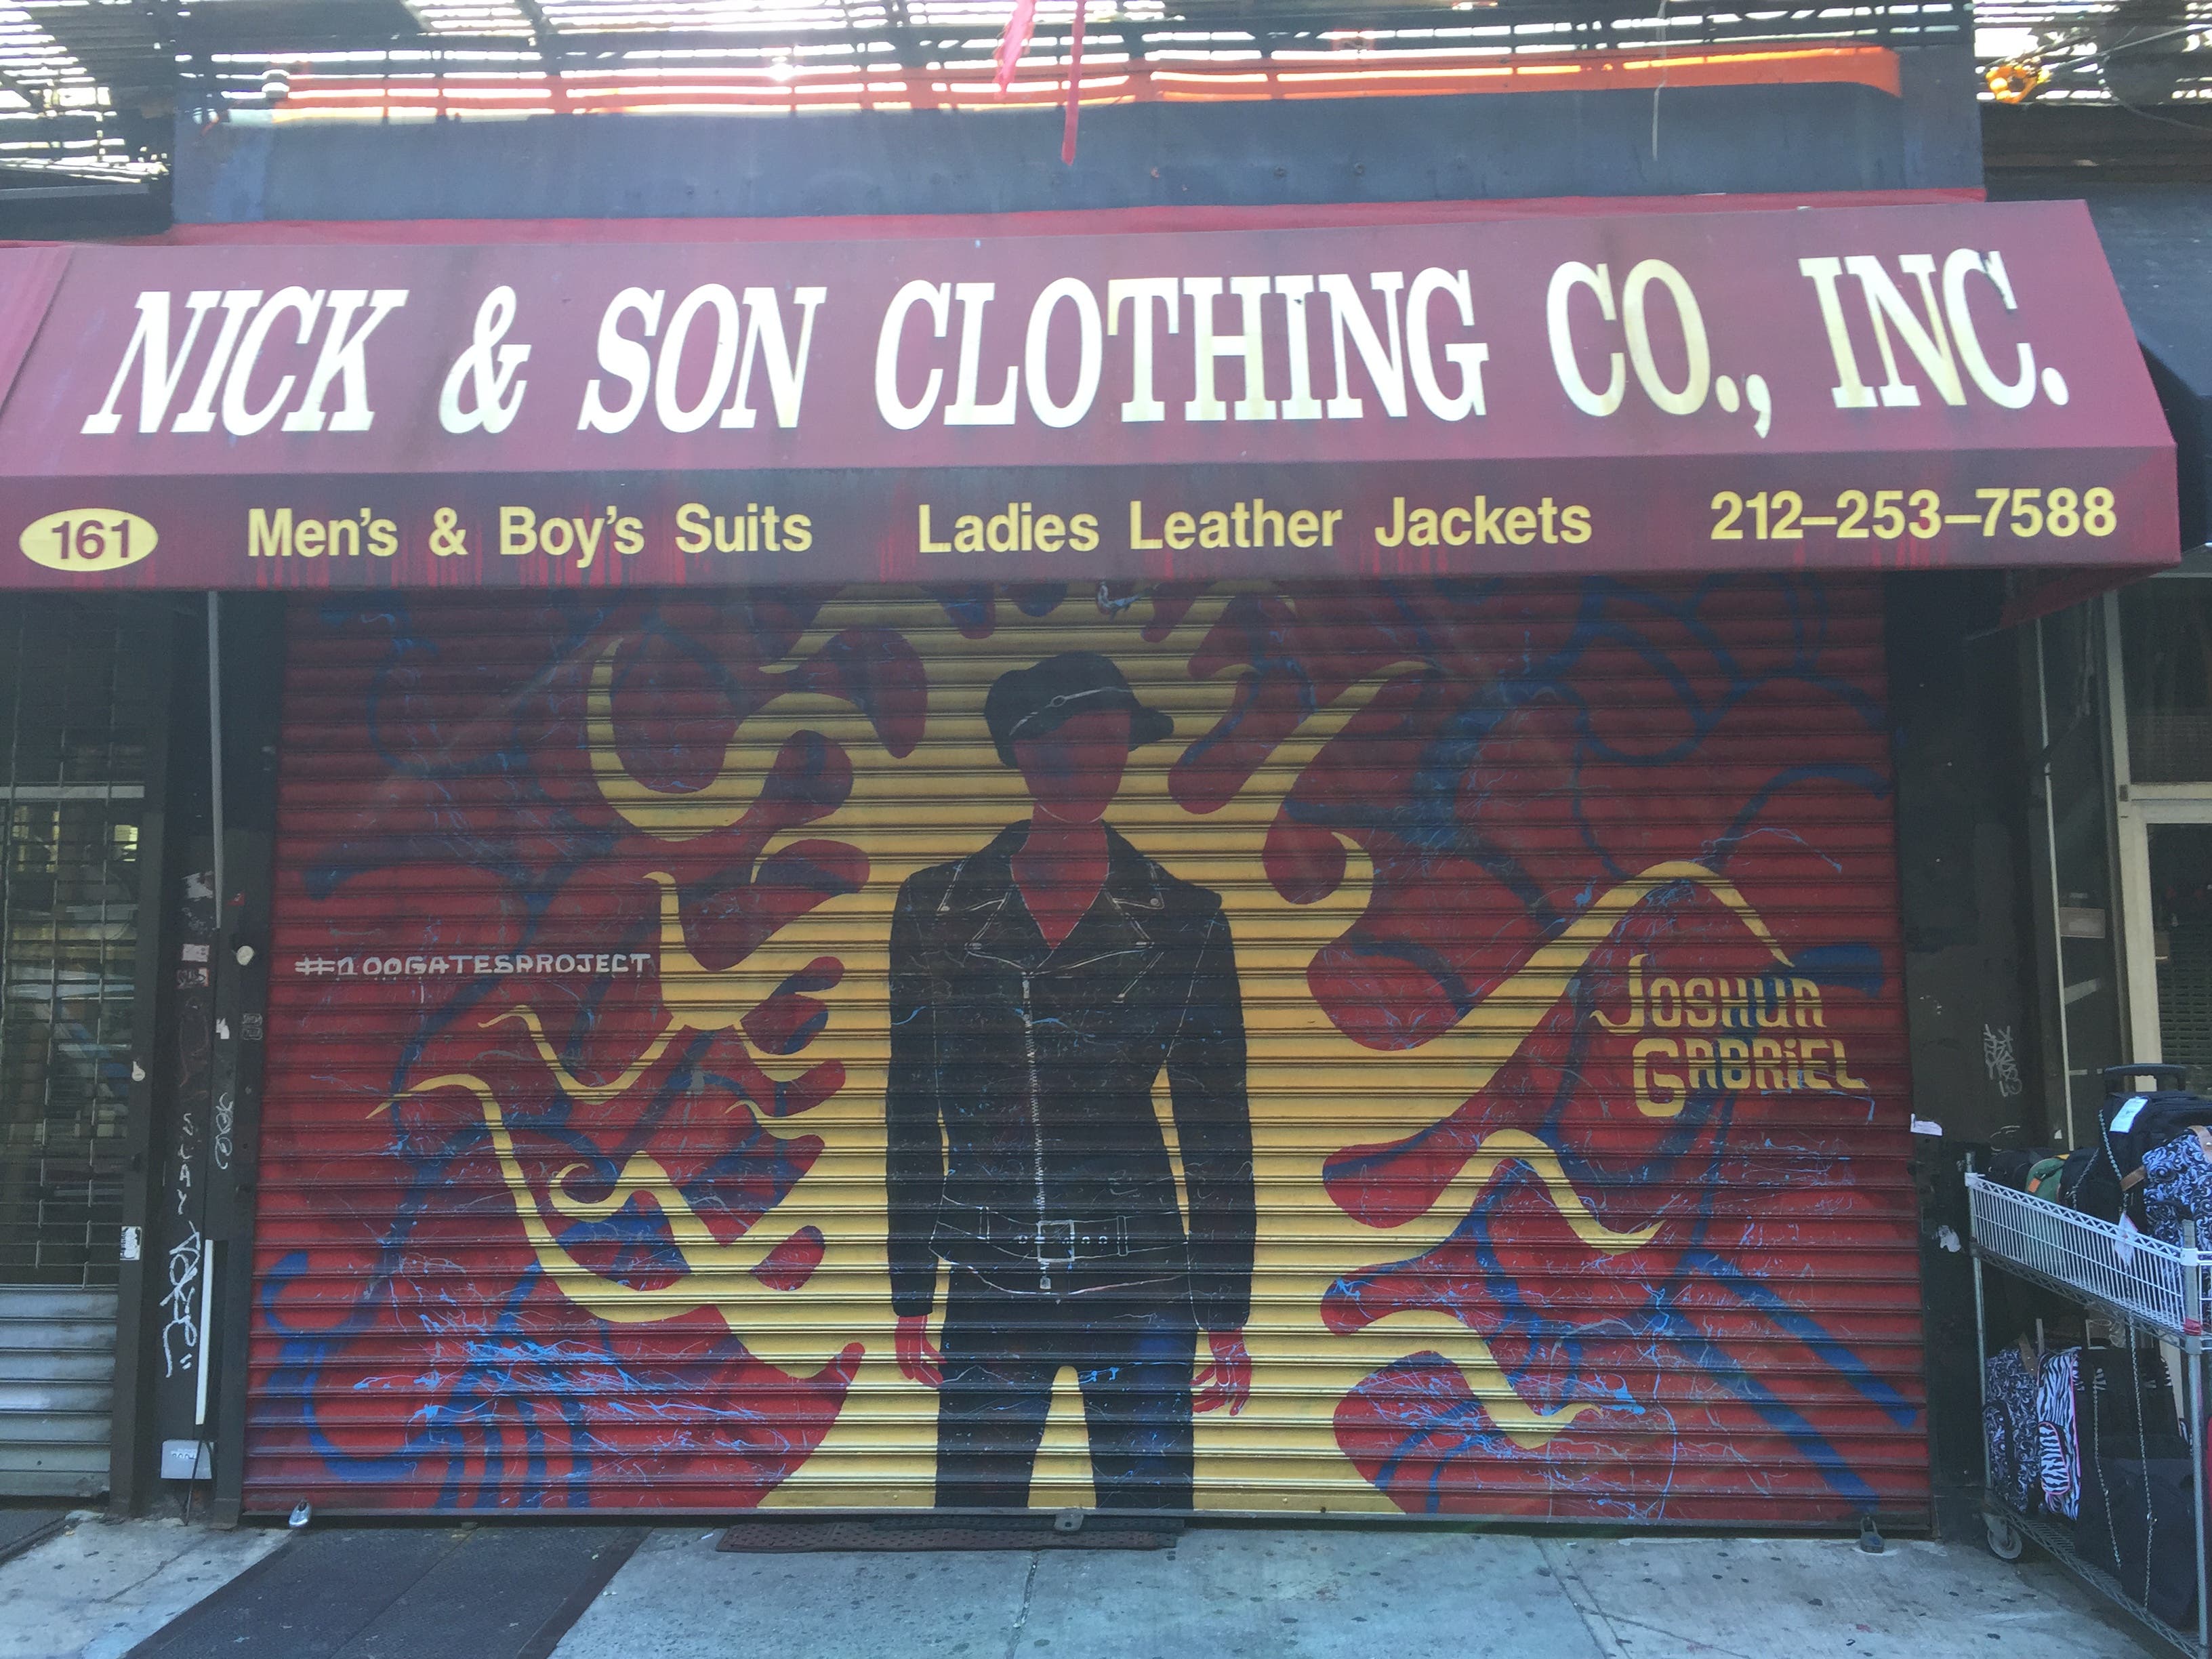 NICK & SON CLOTHING CO., INC.
161 Men's & Boy's Suits Ladies Leather Jackets 212–253–7588
#100GATESPROJECT
JOSHUA
GABRIEL